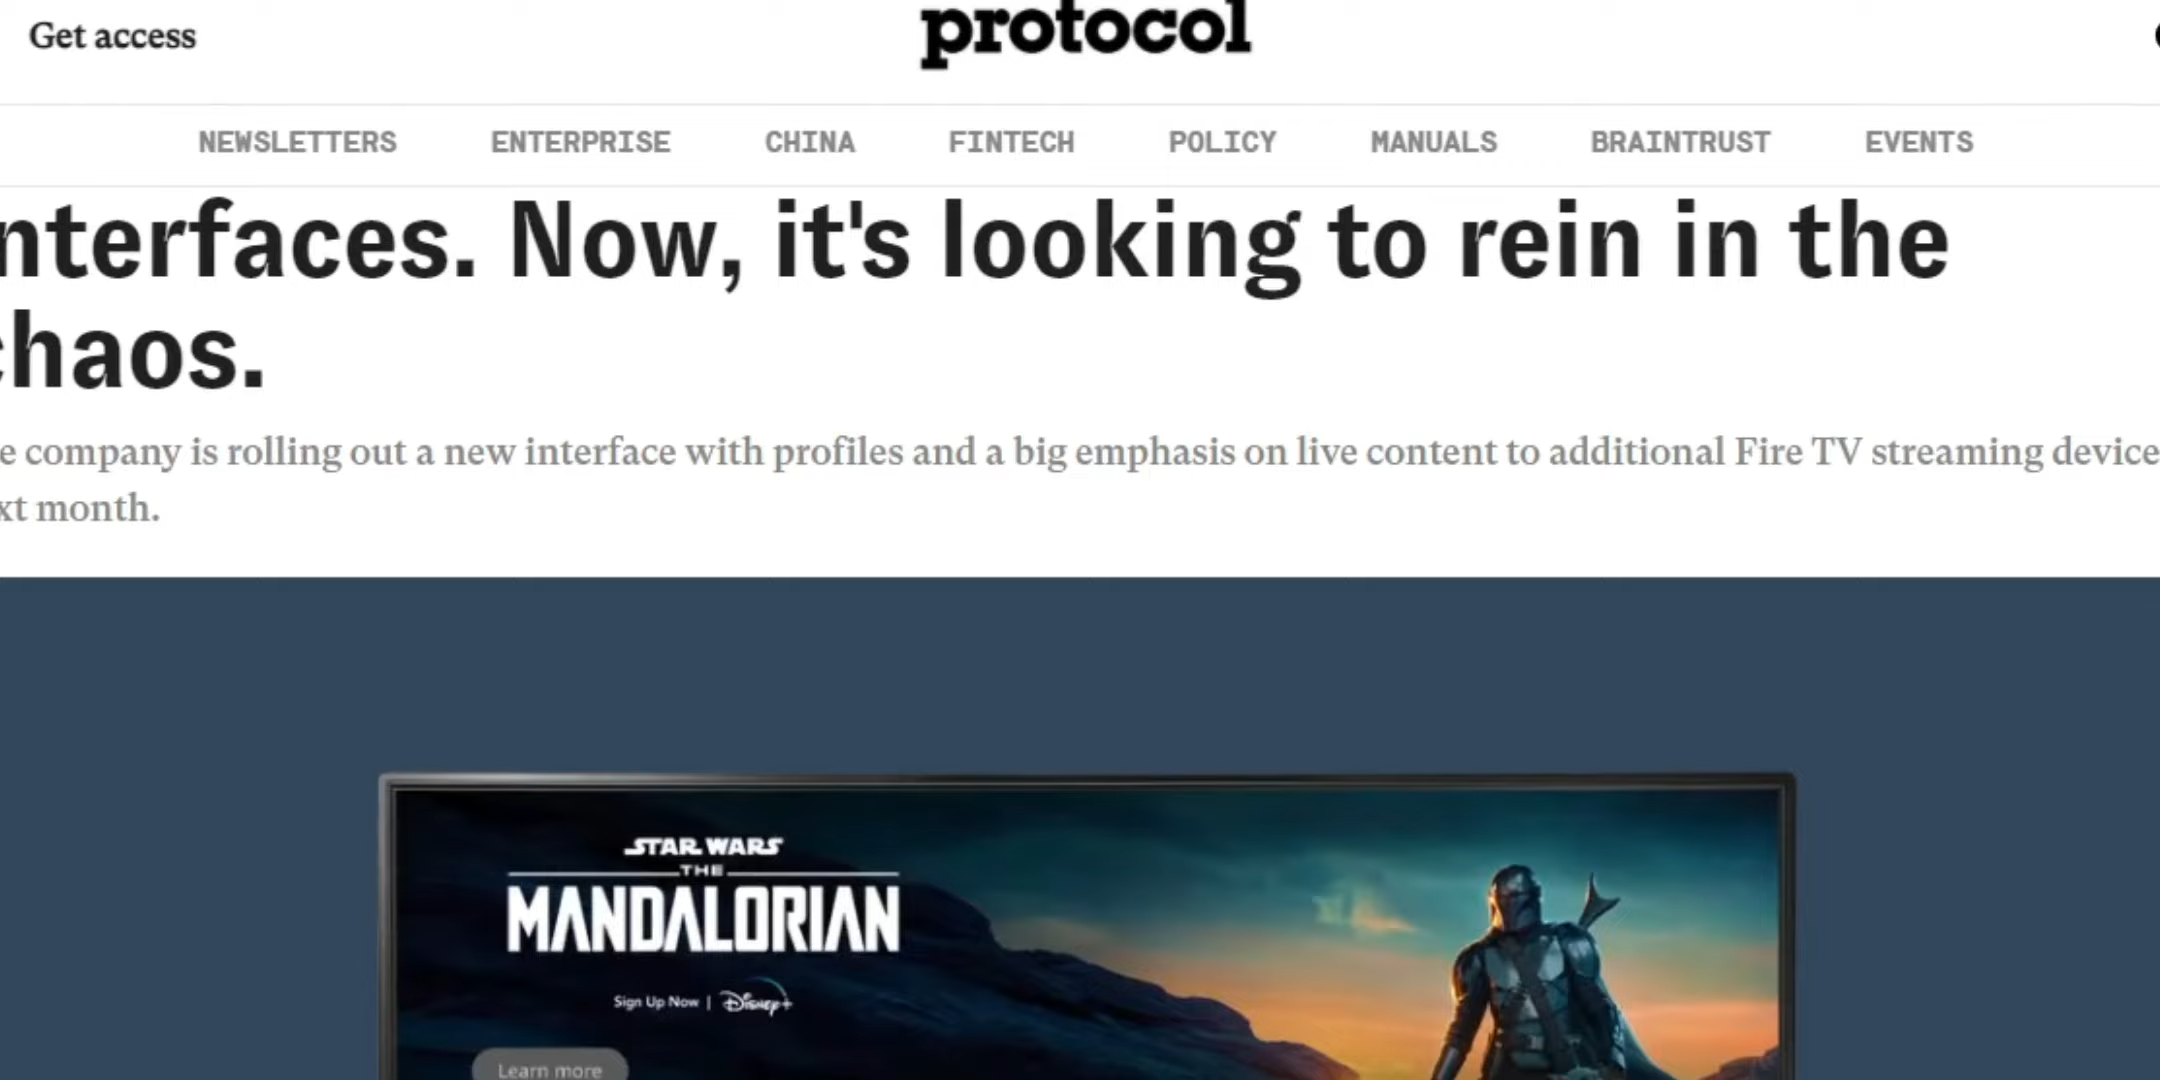 Get access
protocol
NEWSLETTERS ENTERPRISE CHINA FINTECH POLICY MANUALS BRAINTRUST EVENTS
nterfaces. Now, it's looking to rein in the
chaos.
e company is rolling out a new interface with profiles and a big emphasis on live content to additional Fire TV streaming device
xt month.
STAR WARS
THE
MANDALORIAN
Sign Up Now | Disney+
Learn more